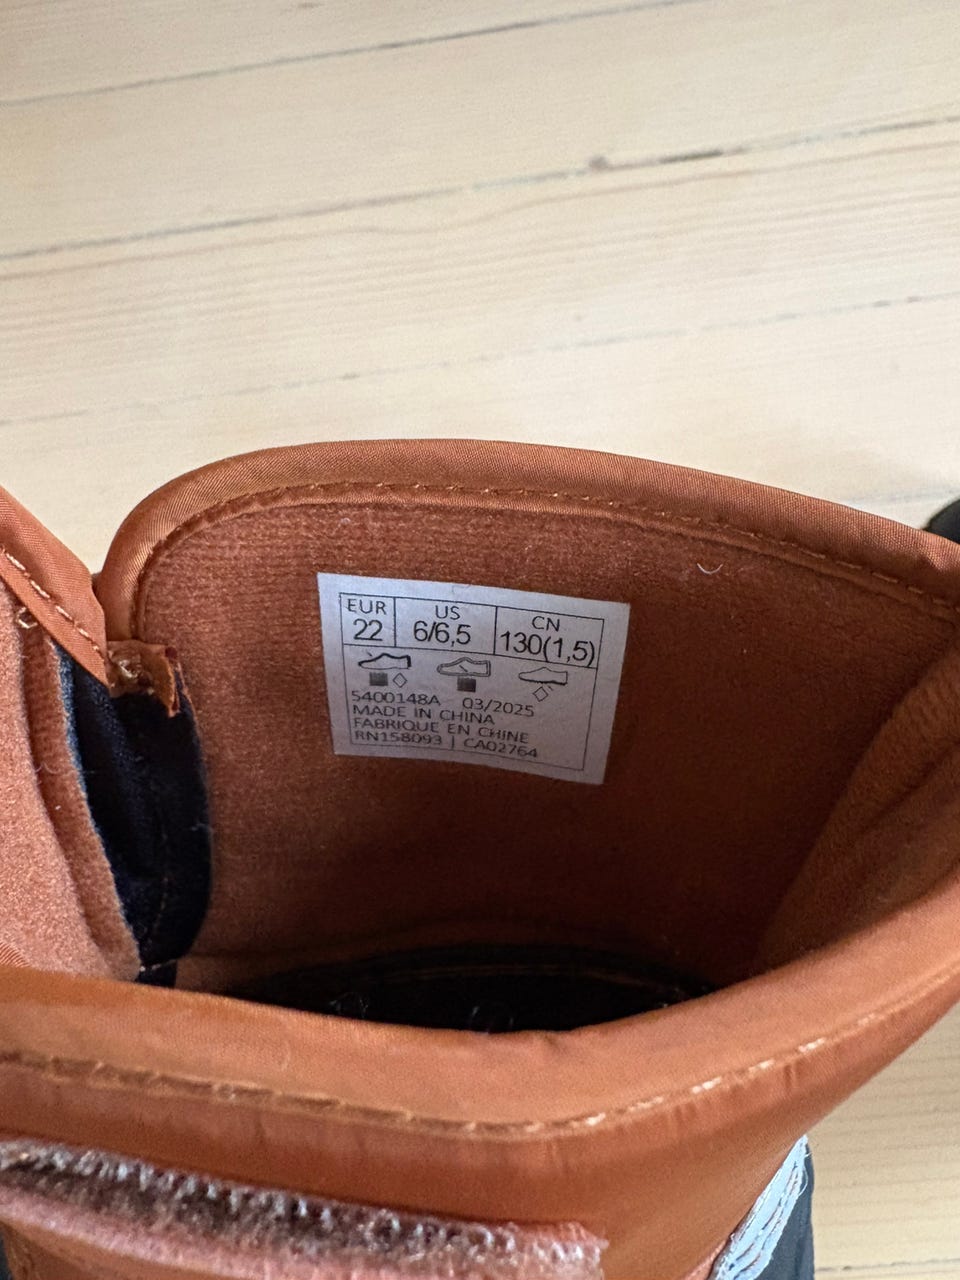 EUR US CN
22 6/6,5 130(1,5)
5400148A 03/2025
MADE IN CHINA
FABRIQUE EN CHINE
RN158093 | CA02764